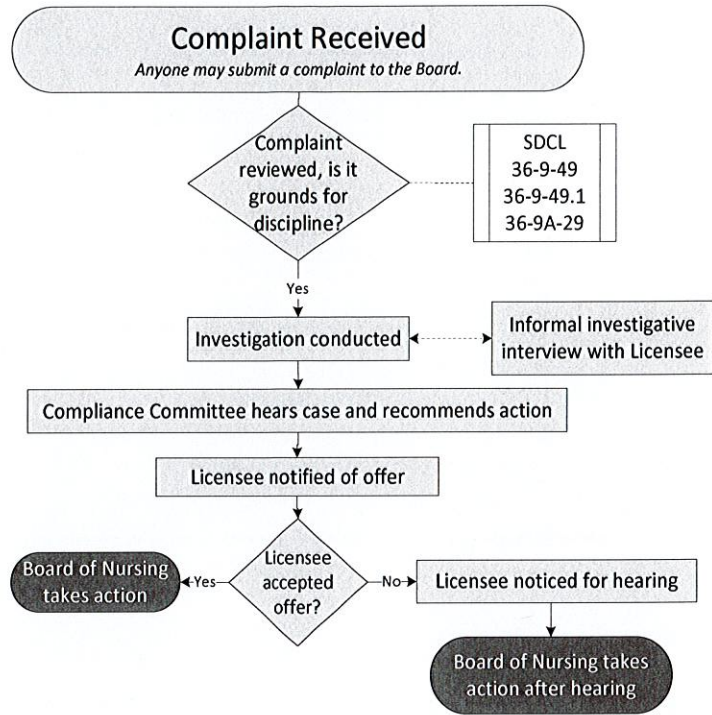 Complaint Received
Anyone may submit a complaint to the Board.
Complaint
reviewed, is it
grounds for
discipline?
SDCL
36-9-49
36-9-49.1
36-9A-29
Yes
Investigation conducted
Informal investigative
interview with Licensee
Compliance Committee hears case and recommends action
Licensee notified of offer
Licensee
accepted
offer?
Yes
Board of Nursing
takes action
No
Licensee noticed for hearing
Board of Nursing takes
action after hearing